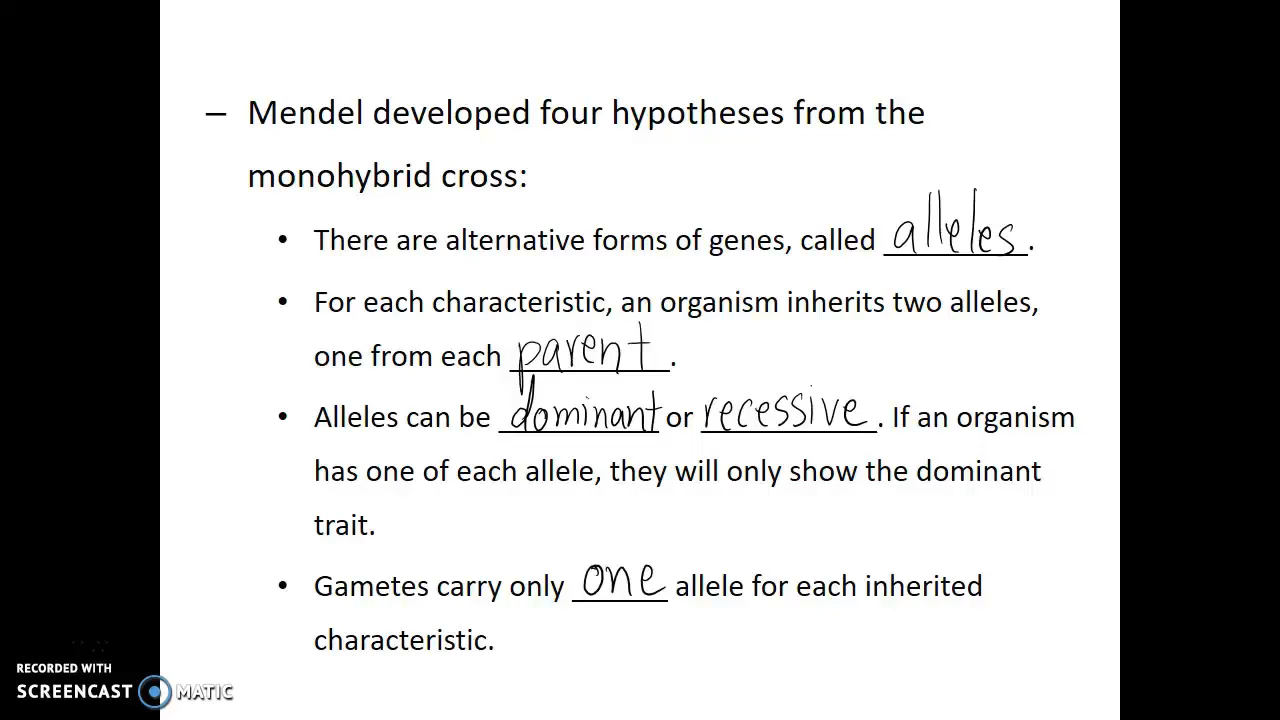 – Mendel developed four hypotheses from the
monohybrid cross:
• There are alternative forms of genes, called alleles.
• For each characteristic, an organism inherits two alleles,
one from each parent.
• Alleles can be dominant or recessive. If an organism
has one of each allele, they will only show the dominant
trait.
• Gametes carry only one allele for each inherited
characteristic.
RECORDED WITH
SCREENCAST MATIC